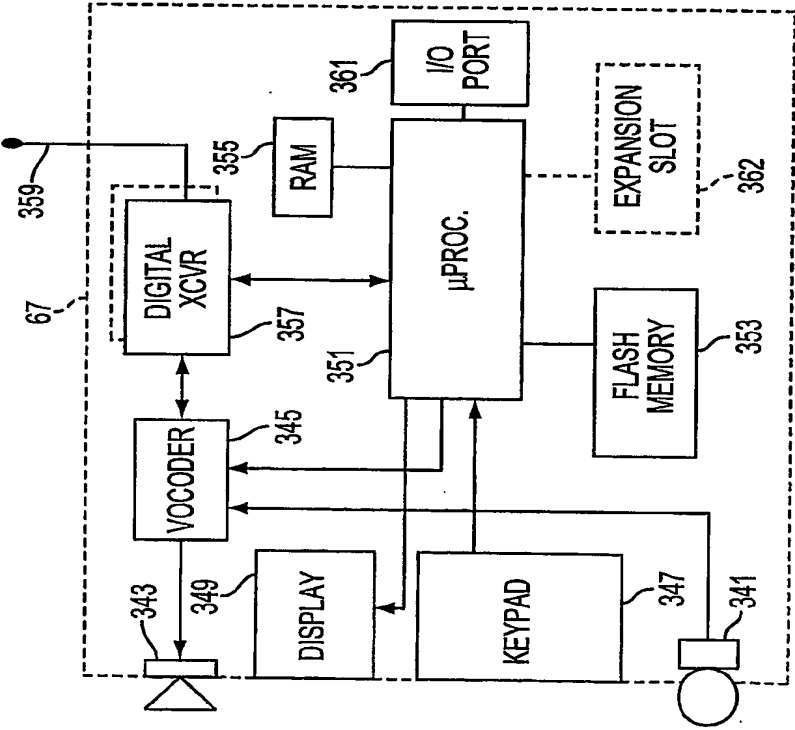 67
359
DIGITAL
XCVR
357
355
RAM
361
I/O
PORT
VOCODER
345
351
μPROC.
EXPANSION
SLOT
362
343
349
DISPLAY
KEYPAD
347
FLASH
MEMORY
353
341